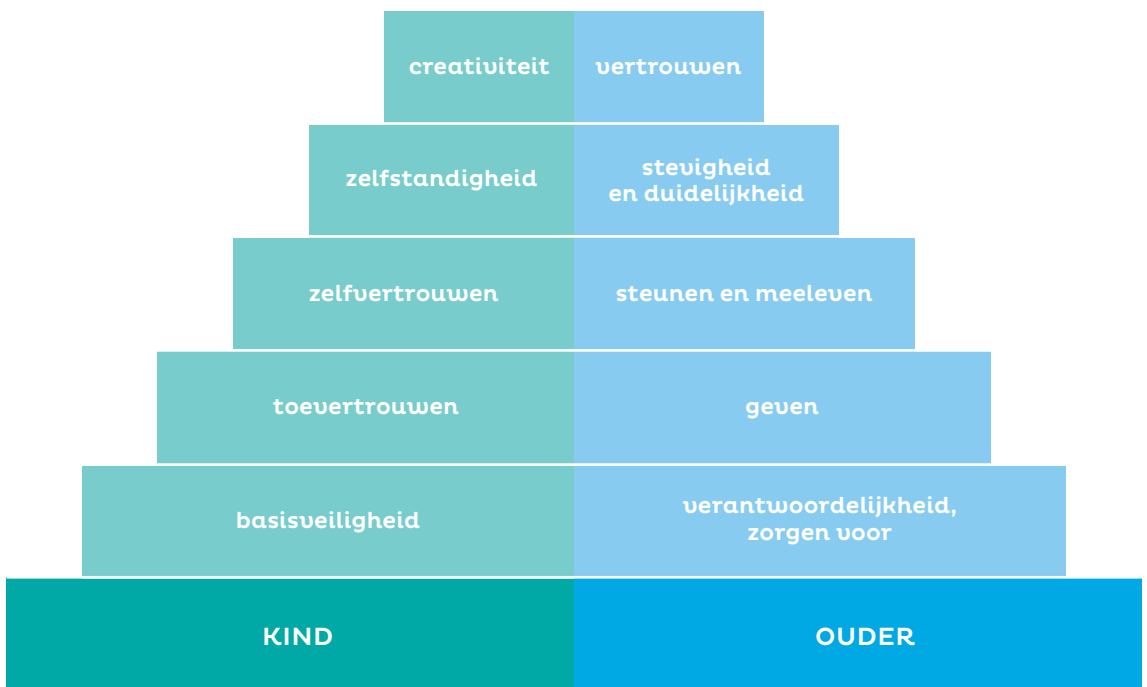 creativiteit
vertrouwen
zelfstandigheid
stevigheid
en duidelijkheid
zelfvertrouwen
steunen en meeleven
toevertrouwen
geven
basisveiligheid
verantwoordelijkheid,
zorgen voor
KIND
OUDER